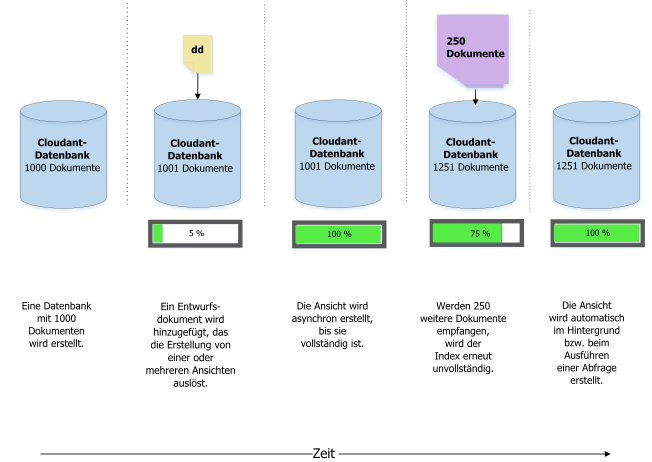 dd
250
Dokumente
Cloudant-
Datenbank
1000 Dokumente
Cloudant-
Datenbank
1001 Dokumente
Cloudant-
Datenbank
1001 Dokumente
Cloudant-
Datenbank
1251 Dokumente
Cloudant-
Datenbank
1251 Dokumente
5 %
100 %
75 %
100 %
Eine Datenbank
mit 1000
Dokumenten
wird erstellt.
Ein Entwurfs-
dokument wird
hinzugefügt, das
die Erstellung von
einer oder
mehreren Ansichten
auslöst.
Die Ansicht wird
asynchron erstellt,
bis sie
vollständig ist.
Werden 250
weitere Dokumente
empfangen,
wird der
Index erneut
unvollständig.
Die Ansicht
wird automatisch
im Hintergrund
bzw. beim
Ausführen
einer Abfrage
erstellt.
Zeit